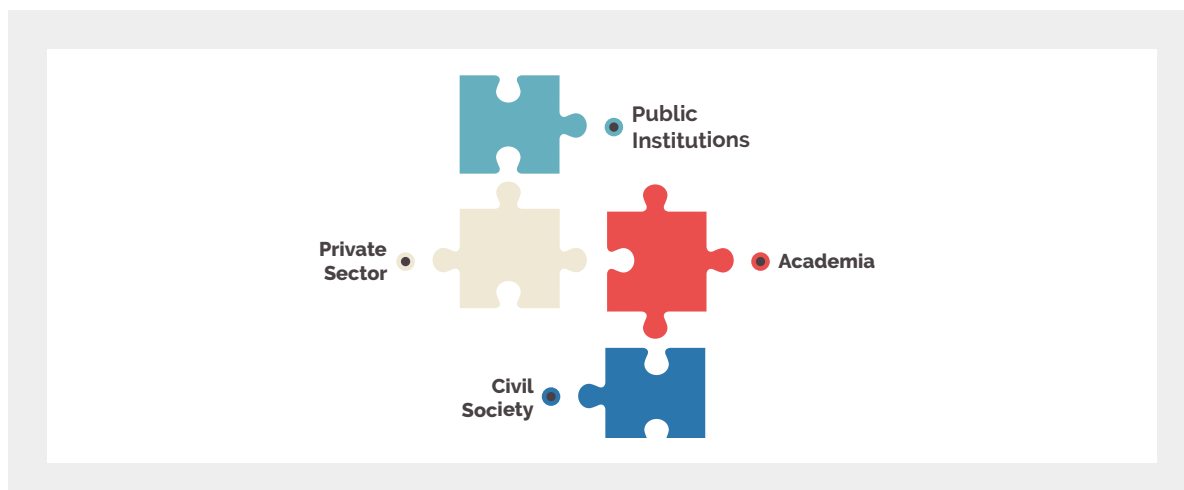 Public
Institutions
Private
Sector
Academia
Civil
Society